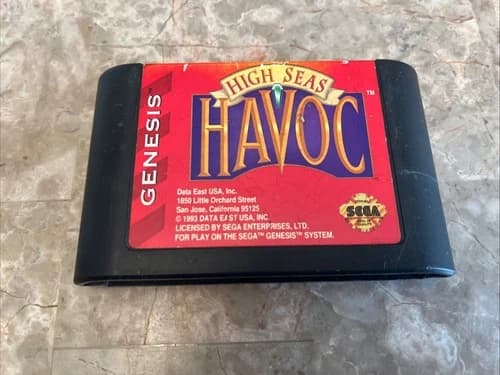 HIGH SEAS
HAVOC
TM
GENESIS
Data East USA, Inc.
1850 Little Orchard Street
San Jose, California 95125
© 1993 DATA EAST USA, INC.
LICENSED BY SEGA ENTERPRISES, LTD.
FOR PLAY ON THE SEGA™ GENESIS™ SYSTEM.
SEGA